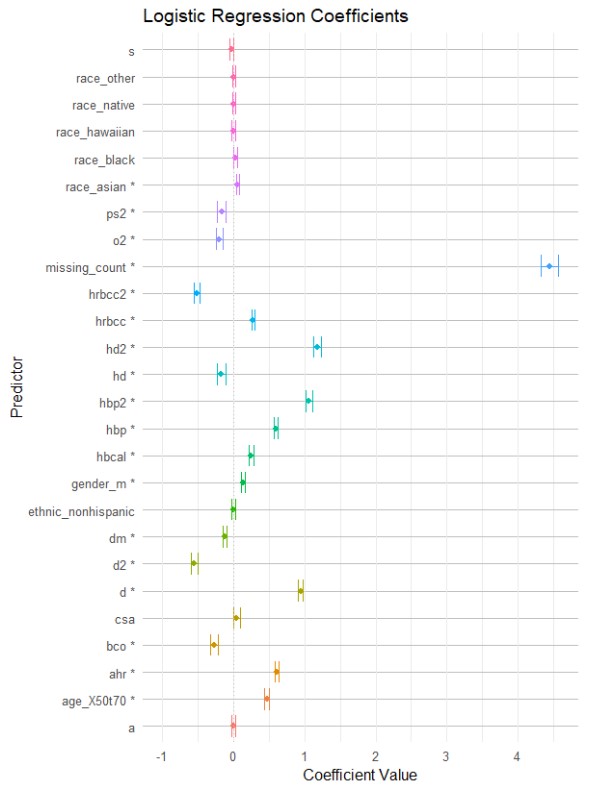 Logistic Regression Coefficients
s
race_other
race_native
race_hawaiian
race_black
race_asian *
ps2 *
o2 *
missing_count *
hrbcc2 *
hrbcc *
hd2 *
hd *
hbp2 *
hbp *
hbcal *
gender_m *
ethnic_nonhispanic
dm *
d2 *
d *
csa
bco *
ahr *
age_X50t70 *
a
Predictor
-1 0 1 2 3 4
Coefficient Value